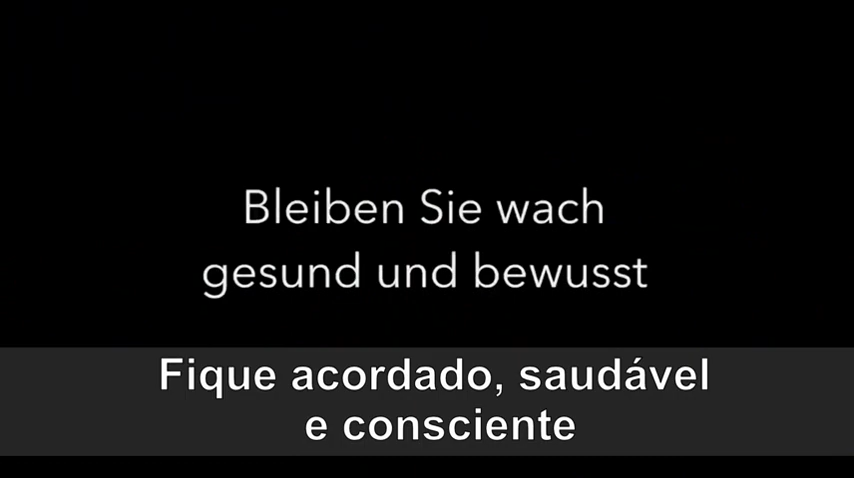 Bleiben Sie wach
gesund und bewusst
Fique acordado, saudável
e consciente